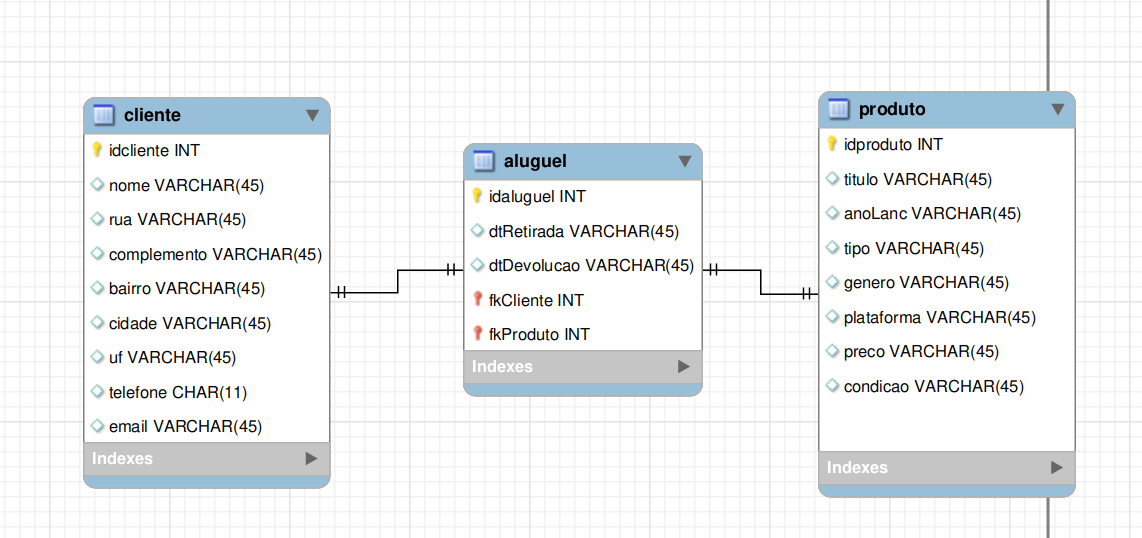 cliente
idcliente INT
nome VARCHAR(45)
rua VARCHAR(45)
complemento VARCHAR(45)
bairro VARCHAR(45)
cidade VARCHAR(45)
uf VARCHAR(45)
telefone CHAR(11)
email VARCHAR(45)
Indexes
aluguel
idaluguel INT
dtRetirada VARCHAR(45)
dtDevolucao VARCHAR(45)
fkCliente INT
fkProduto INT
Indexes
produto
idproduto INT
titulo VARCHAR(45)
anoLanc VARCHAR(45)
tipo VARCHAR(45)
genero VARCHAR(45)
plataforma VARCHAR(45)
preco VARCHAR(45)
condicao VARCHAR(45)
Indexes